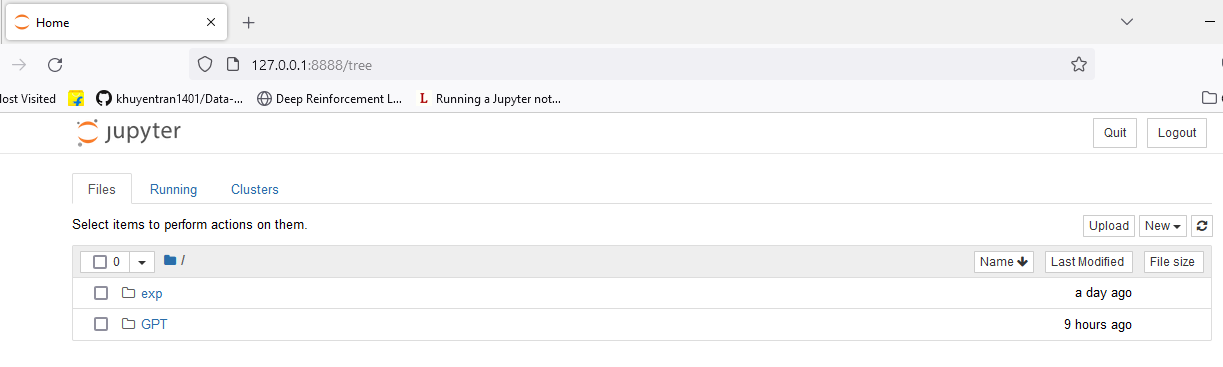 Home
127.0.0.1:8888/tree
lost Visited khuyentran1401/Data-... Deep Reinforcement L... L Running a Jupyter not...
jupyter Quit Logout
Files Running Clusters
Select items to perform actions on them. Upload New
0 / Name Last Modified File size
exp a day ago
GPT 9 hours ago